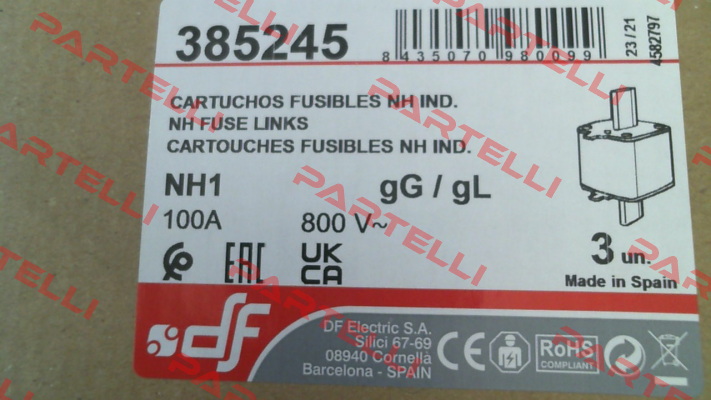 385245
8 435070 980099
23 / 21
4582797
CARTUCHOS FUSIBLES NH IND.
NH FUSE LINKS
CARTOUCHES FUSIBLES NH IND.
NH1 gG / gL
100A 800 V~
3 un.
EAC UK CA
Made in Spain
df
DF Electric S.A.
Silici 67-69
08940 Cornellà
Barcelona - SPAIN
CE
RoHS
COMPLIANT
PARTELLI
PARTELLI
PARTELLI
PARTELLI
PARTELLI
PARTELLI